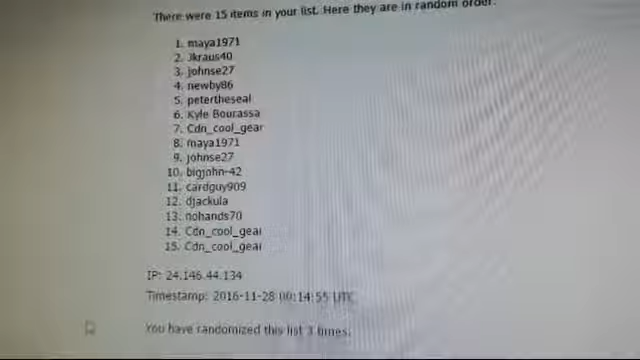 There were 15 items in your list. Here they are in random order:
1. maya1971
2. Jkraus40
3. johnse27
4. newby86
5. petertheseal
6. Kyle Bourassa
7. Cdn_cool_gear
8. maya1971
9. johnse27
10. bigjohn-42
11. cardguy909
12. djackula
13. nohands70
14. Cdn_cool_gear
15. Cdn_cool_gear
IP: 24.146.44.134
Timestamp: 2016-11-28 00:14:55 UTC
You have randomized this list 3 times.